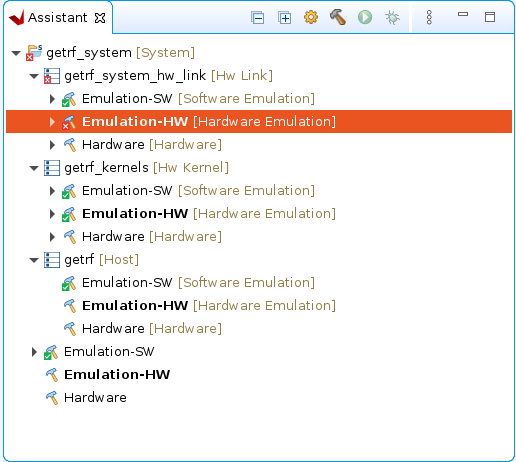 Assistant
getrf_system [System]
getrf_system_hw_link [Hw Link]
Emulation-SW [Software Emulation]
Emulation-HW [Hardware Emulation]
Hardware [Hardware]
getrf_kernels [Hw Kernel]
Emulation-SW [Software Emulation]
Emulation-HW [Hardware Emulation]
Hardware [Hardware]
getrf [Host]
Emulation-SW [Software Emulation]
Emulation-HW [Hardware Emulation]
Hardware [Hardware]
Emulation-SW
Emulation-HW
Hardware